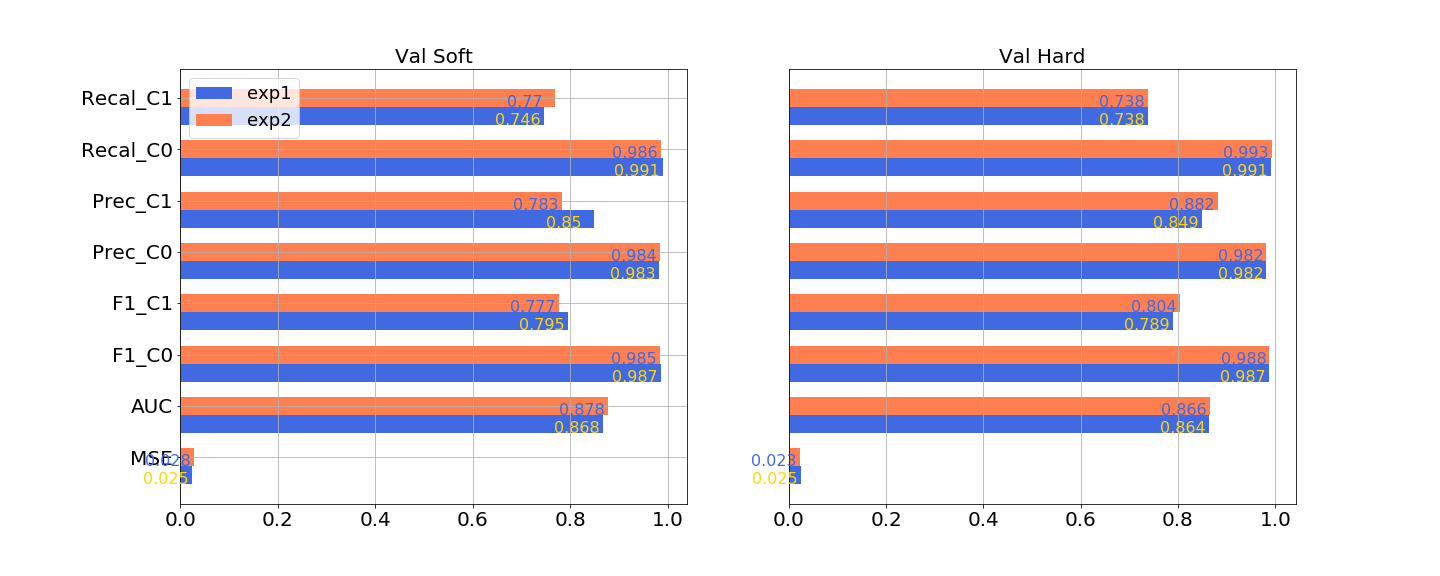 Val Soft
Val Hard
exp1
exp2
Recal_C1
0.77
0.746
0.738
0.738
Recal_C0
0.986
0.991
0.993
0.991
Prec_C1
0.783
0.85
0.882
0.849
Prec_C0
0.984
0.983
0.982
0.982
F1_C1
0.777
0.795
0.804
0.789
F1_C0
0.985
0.987
0.988
0.987
AUC
0.878
0.868
0.866
0.864
MSE
0.028
0.025
0.023
0.025
0.0 0.2 0.4 0.6 0.8 1.0
0.0 0.2 0.4 0.6 0.8 1.0